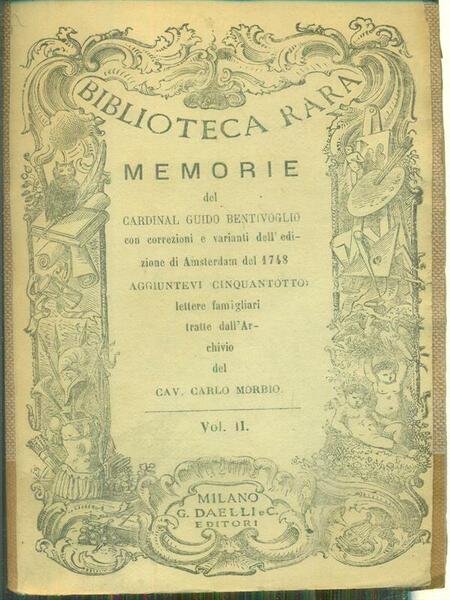 BIBLIOTECA RARA
MEMORIE
del
CARDINAL GUIDO BENTIVOGLIO
con correzioni e varianti dell'edi-
zione di Amsterdam del 1748
AGGIUNTEVI CINQUANTOTTO
lettere famigliari
tratte dall'Ar-
chivio
del
CAV. CARLO MORBIO.
Vol. II.
MILANO
G. DAELLI e C.
EDITORI